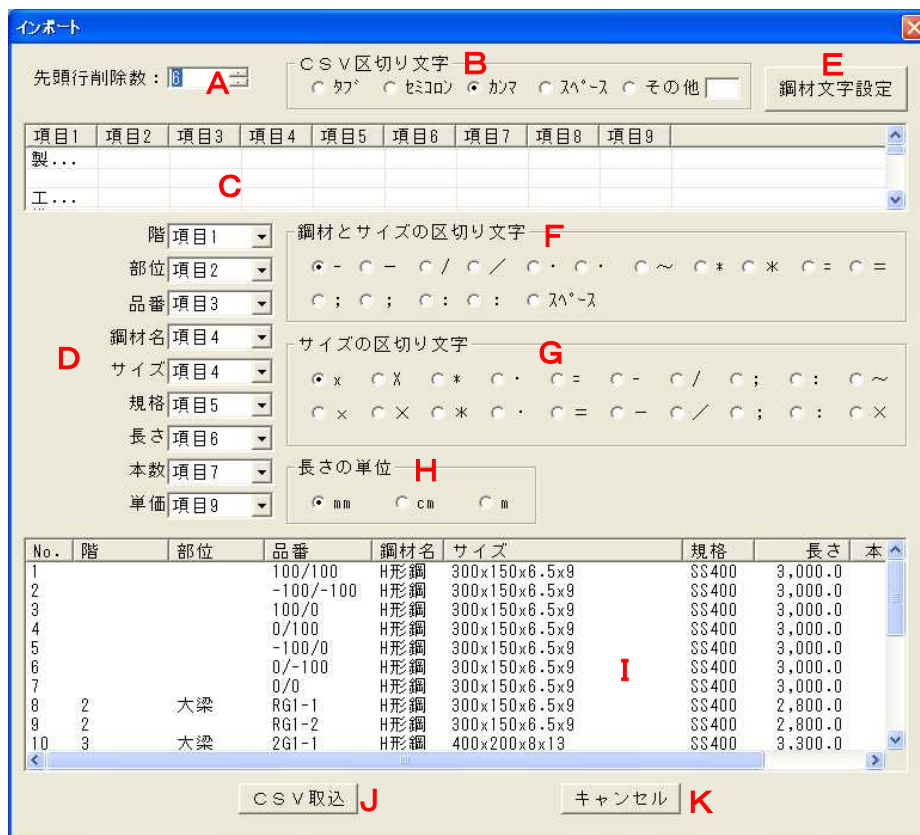 インポート
先頭行削除数： 6 A
ＣＳＶ区切り文字 B
ﾀﾌﾞ ｾﾐｺﾛﾝ ｶﾝﾏ ｽﾍﾟｰｽ その他
E
鋼材文字設定
項目1 項目2 項目3 項目4 項目5 項目6 項目7 項目8 項目9
製...
C
工...
D
階 項目1
部位 項目2
品番 項目3
鋼材名 項目4
サイズ 項目4
規格 項目5
長さ 項目6
本数 項目7
単価 項目9
鋼材とサイズの区切り文字 F
- － / ／ ･ ・ ～ * ＊ = ＝
; ； : ： ｽﾍﾟｰｽ
サイズの区切り文字 G
x X * ･ = - / ; : ～
ｘ Ｘ ＊ ・ ＝ － ／ ； ： ×
長さの単位 H
mm cm m
No. 階 部位 品番 鋼材名 サイズ 規格 長さ 本
1 100/100 H形鋼 300x150x6.5x9 SS400 3,000.0
2 -100/-100 H形鋼 300x150x6.5x9 SS400 3,000.0
3 100/0 H形鋼 300x150x6.5x9 SS400 3,000.0
4 0/100 H形鋼 300x150x6.5x9 SS400 3,000.0
5 -100/0 H形鋼 300x150x6.5x9 SS400 3,000.0
6 0/-100 H形鋼 300x150x6.5x9 SS400 3,000.0
7 0/0 H形鋼 300x150x6.5x9 SS400 3,000.0
8 2 大梁 RG1-1 H形鋼 300x150x6.5x9 SS400 2,800.0
9 2 RG1-2 H形鋼 300x150x6.5x9 SS400 2,800.0
10 3 大梁 2G1-1 H形鋼 400x200x8x13 SS400 3,300.0
I
ＣＳＶ取込 J
キャンセル K